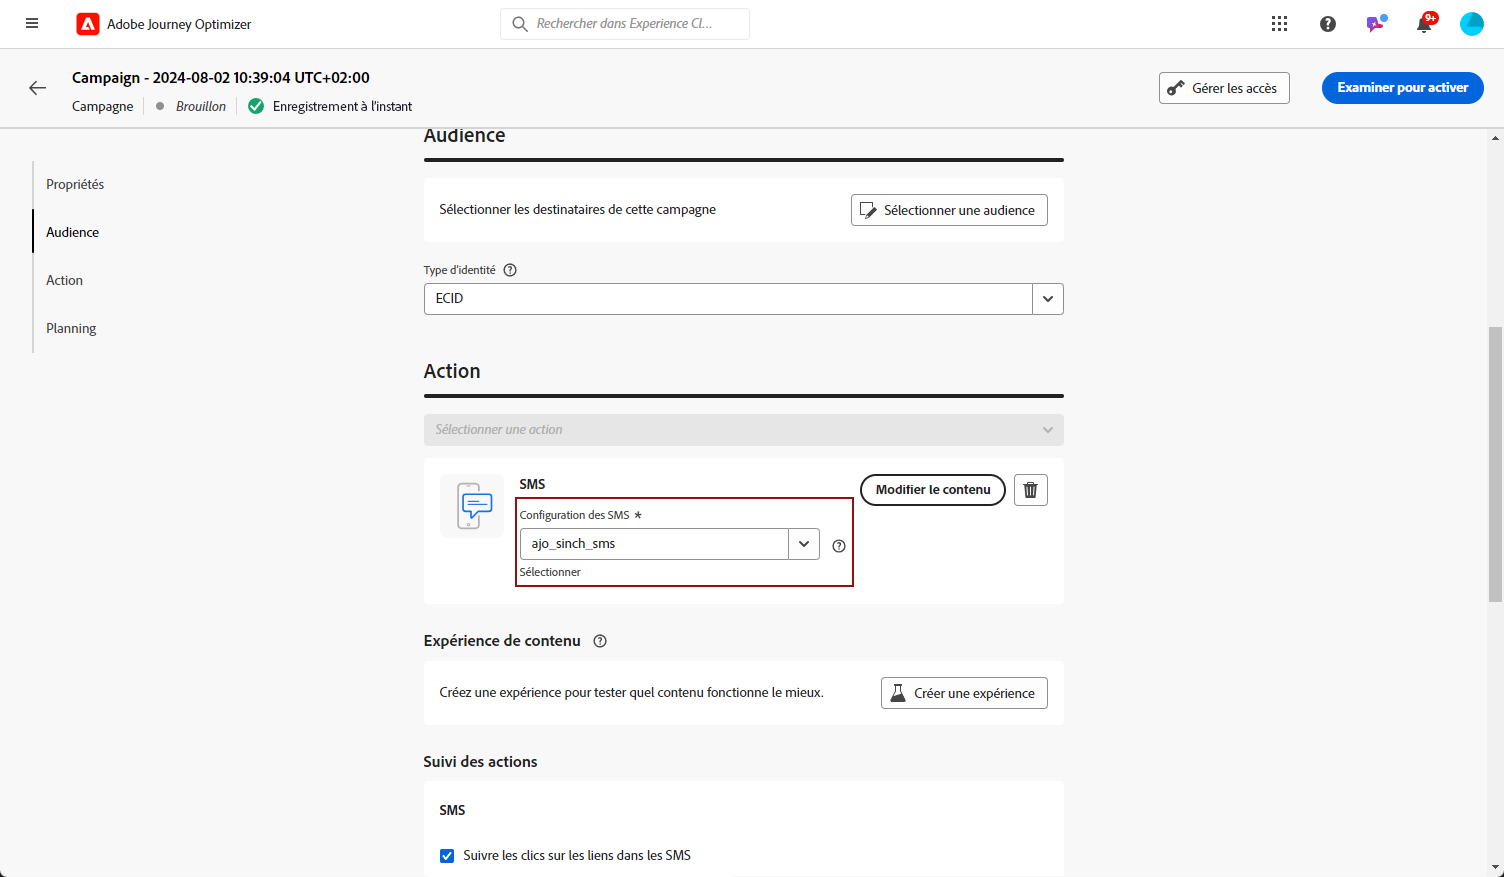 Adobe Journey Optimizer
Rechercher dans Experience Cl...
9+
Campaign - 2024-08-02 10:39:04 UTC+02:00
Campagne
Brouillon
Enregistrement à l'instant
Gérer les accès
Examiner pour activer
Propriétés
Audience
Action
Planning
Audience
Sélectionner les destinataires de cette campagne
Sélectionner une audience
Type d'identité
ECID
Action
Sélectionner une action
SMS
Configuration des SMS *
ajo_sinch_sms
Sélectionner
Modifier le contenu
Expérience de contenu
Créez une expérience pour tester quel contenu fonctionne le mieux.
Créer une expérience
Suivi des actions
SMS
Suivre les clics sur les liens dans les SMS